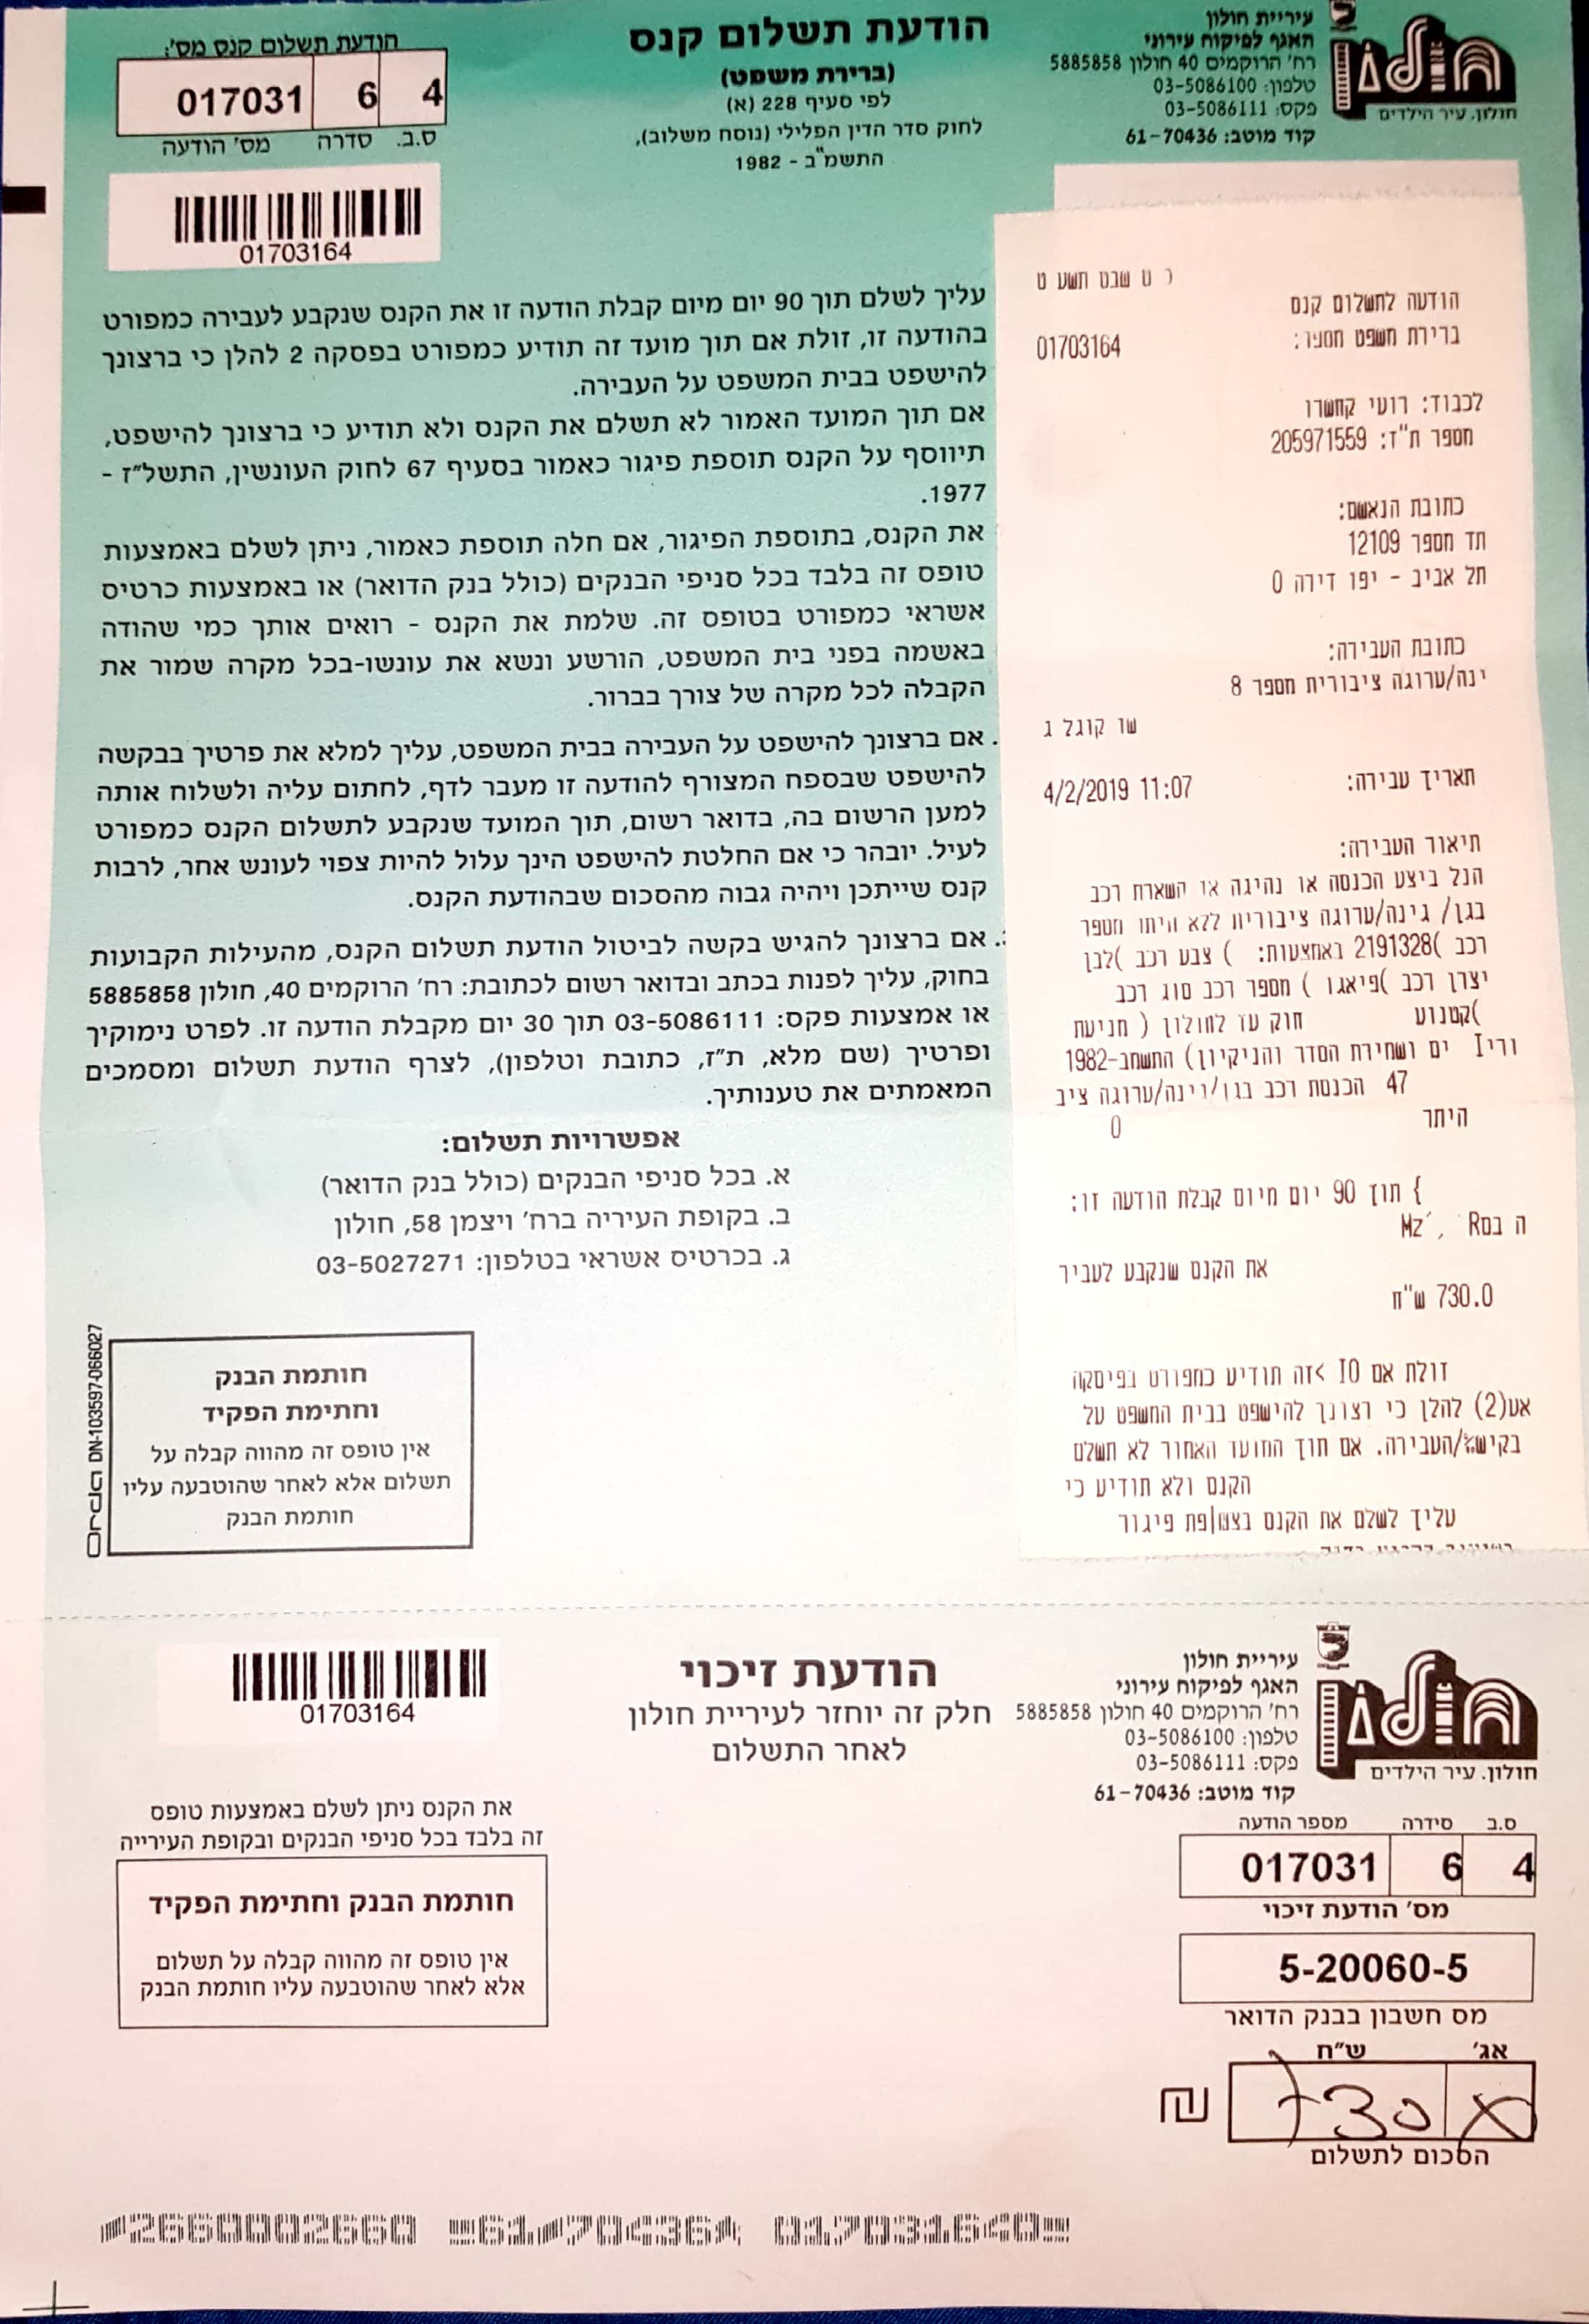 עיריית חולון
האגף לפיקוח עירוני
רח' הרוקמים 40 חולון 5885858
טלפון: 03-5086100
פקס: 03-5086111
קוד מוטב: 61-70436
חולון
חולון. עיר הילדים
הודעת תשלום קנס
(ברירת משפט)
לפי סעיף 228 (א)
לחוק סדר הדין הפלילי (נוסח משולב),
התשמ"ב - 1982
הודעת תשלום קנס מס':
4 6 017031
ס.ב. סדרה מס' הודעה
01703164
עליך לשלם תוך 90 יום מיום קבלת הודעה זו את הקנס שנקבע לעבירה כמפורט
בהודעה זו, זולת אם תוך מועד זה תודיע כמפורט בפסקה 2 להלן כי ברצונך
להישפט בבית המשפט על העבירה.
אם תוך המועד האמור לא תשלם את הקנס ולא תודיע כי ברצונך להישפט,
תיווסף על הקנס תוספת פיגור כאמור בסעיף 67 לחוק העונשין, התשל"ז -
1977.
את הקנס, בתוספת הפיגור, אם חלה תוספת כאמור, ניתן לשלם באמצעות
טופס זה בלבד בכל סניפי הבנקים (כולל בנק הדואר) או באמצעות כרטיס
אשראי כמפורט בטופס זה. שלמת את הקנס - רואים אותך כמי שהודה
באשמה בפני בית המשפט, הורשע ונשא את עונשו-בכל מקרה שמור את
הקבלה לכל מקרה של צורך בברור.
. אם ברצונך להישפט על העבירה בבית המשפט, עליך למלא את פרטיך בבקשה
להישפט שבספח המצורף להודעה זו מעבר לדף, לחתום עליה ולשלוח אותה
למען הרשום בה, בדואר רשום, תוך המועד שנקבע לתשלום הקנס כמפורט
לעיל. יובהר כי אם החלטת להישפט הינך עלול להיות צפוי לעונש אחר, לרבות
קנס שייתכן ויהיה גבוה מהסכום שבהודעת הקנס.
. אם ברצונך להגיש בקשה לביטול הודעת תשלום הקנס, מהעילות הקבועות
בחוק, עליך לפנות בכתב ובדואר רשום לכתובת: רח' הרוקמים 40, חולון 5885858
או אמצעות פקס: 03-5086111 תוך 30 יום מקבלת הודעה זו. לפרט נימוקיך
ופרטיך (שם מלא, ת"ז, כתובת וטלפון), לצרף הודעת תשלום ומסמכים
המאמתים את טענותיך.
אפשרויות תשלום:
א. בכל סניפי הבנקים (כולל בנק הדואר)
ב. בקופת העיריה ברח' ויצמן 58, חולון
ג. בכרטיס אשראי בטלפון: 03-5027271
חותמת הבנק
וחתימת הפקיד
אין טופס זה מהווה קבלה על
תשלום אלא לאחר שהוטבעה עליו
חותמת הבנק
DN-103597-066027
שבט תשע ט
הודעה לתשלום קנס
ברירת משפט מספר: 01703164
לכבוד: רועי קחשרו
מספר ת"ז: 205971559
כתובת הנאשם:
תד מספר 12109
תל אביב - יפו דירה 0
כתובת העבירה:
ינה/ערוגה ציבורית מספר 8
שד קוגל ג
תאריך עבירה: 4/2/2019 11:07
תיאור העבירה:
הנל ביצע הכנסה או נהיגה או השארת רכב
בגן/ גינה/ערוגה ציבורית ללא היתר מספר
רכב )2191328( באמצעות: ) צבע רכב )לבן
יצרן רכב )פיאגו ) מספר רכב סוג רכב
)קטנוע חוק עז לחולון ( מניעת
ים ושמירת הסדר והניקיון) התשמב-1982
47 הכנסת רכב בגן/גינה/ערוגה ציב
היתר 0
תוך 90 יום מיום קבלת הודעה זו:
את הקנס שנקבע לעביר
730.0 ש"ח
זולת אם זה תודיע כמפורט בפיסקה
(2) להלן כי רצונך להישפט בבית המשפט על
העבירה. אם תוך המועד האמור לא תשלם
הקנס ולא תודיע כי
עליך לשלם את הקנס פיגור
עיריית חולון
האגף לפיקוח עירוני
רח' הרוקמים 40 חולון 5885858
טלפון: 03-5086100
פקס: 03-5086111
קוד מוטב: 61-70436
חולון
חולון. עיר הילדים
הודעת זיכוי
חלק זה יוחזר לעיריית חולון
לאחר התשלום
01703164
את הקנס ניתן לשלם באמצעות טופס
זה בלבד בכל סניפי הבנקים ובקופת העירייה
חותמת הבנק וחתימת הפקיד
אין טופס זה מהווה קבלה על תשלום
אלא לאחר שהוטבעה עליו חותמת הבנק
ס.ב סידרה מספר הודעה
4 6 017031
מס' הודעת זיכוי
5-20060-5
מס חשבון בבנק הדואר
אג' ש"ח
730
₪
הסכום לתשלום